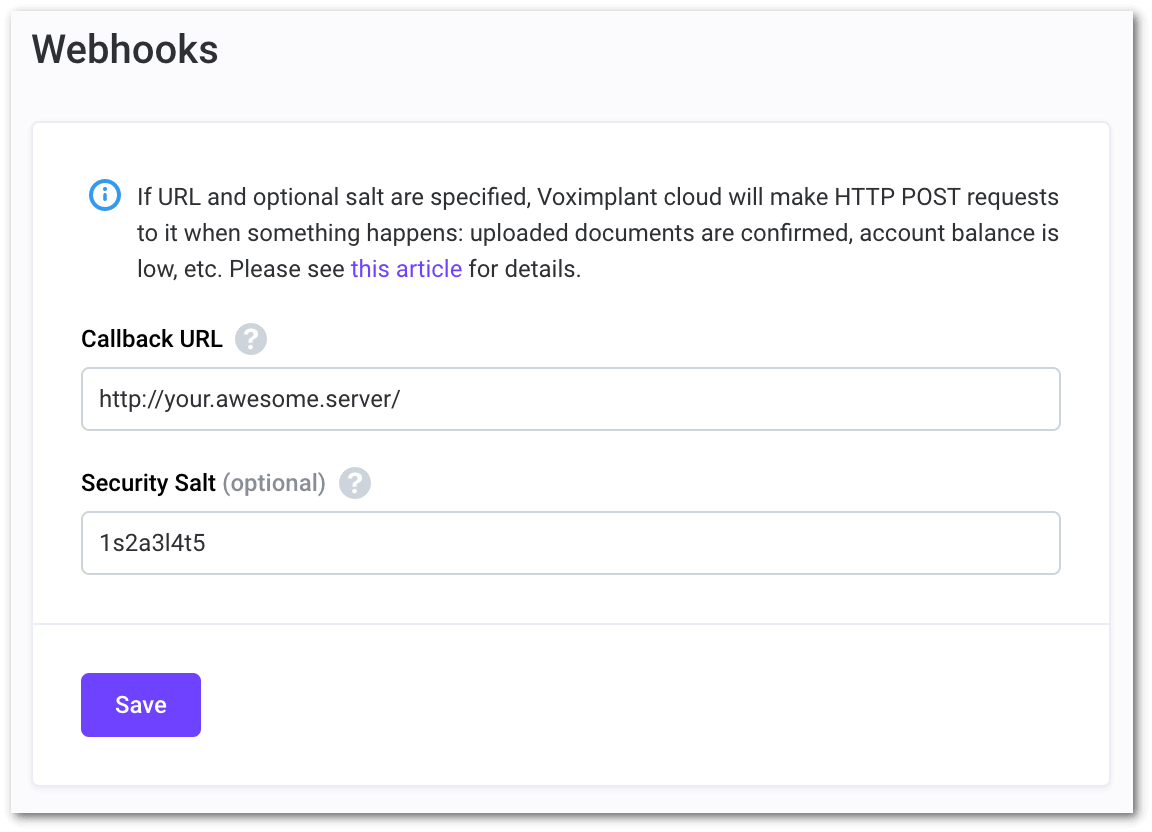 Webhooks
If URL and optional salt are specified, Voximplant cloud will make HTTP POST requests
to it when something happens: uploaded documents are confirmed, account balance is
low, etc. Please see this article for details.
Callback URL ?
http://your.awesome.server/
Security Salt (optional) ?
1s2a3l4t5
Save